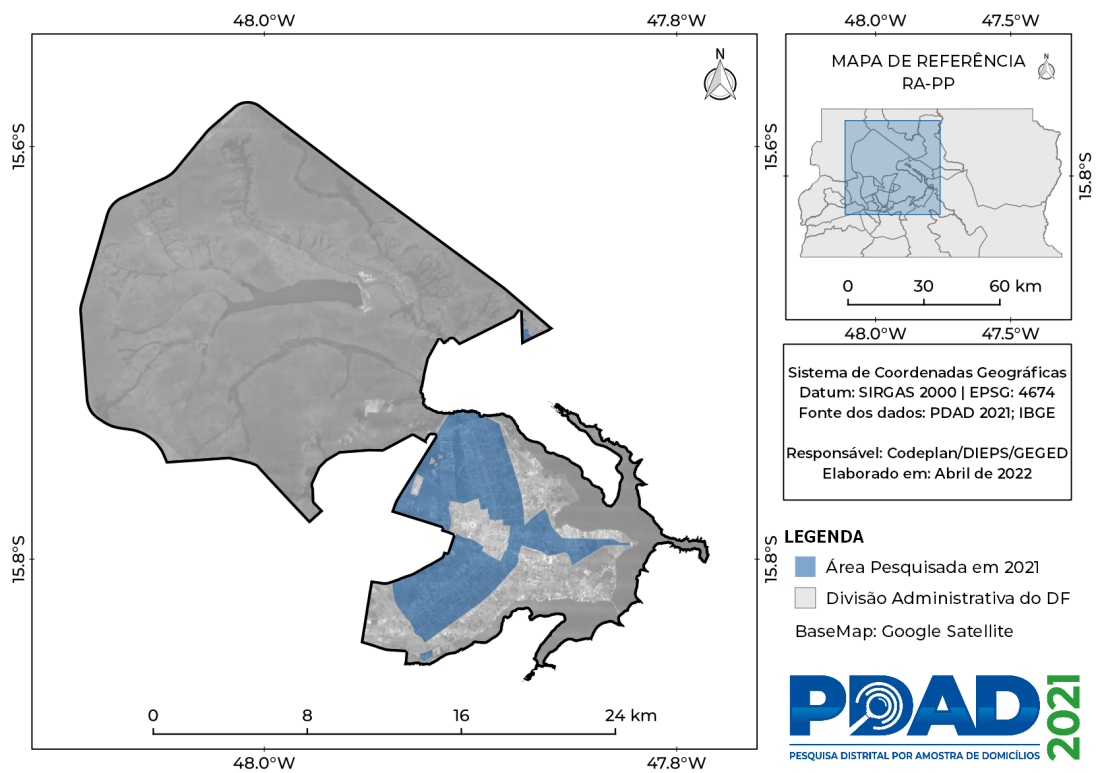 48.0°W
47.8°W
15.6°S
15.6°S
N
15.8°S
15.8°S
0
8
16
24 km
48.0°W
47.8°W
48.0°W
47.5°W
MAPA DE REFERÊNCIA
RA-PP
N
15.8°S
0
30
60 km
48.0°W
47.5°W
Sistema de Coordenadas Geográficas
Datum: SIRGAS 2000 | EPSG: 4674
Fonte dos dados: PDAD 2021; IBGE
Responsável: Codeplan/DIEPS/GEGED
Elaborado em: Abril de 2022
LEGENDA
Área Pesquisada em 2021
Divisão Administrativa do DF
BaseMap: Google Satellite
PDAD 2021
PESQUISA DISTRITAL POR AMOSTRA DE DOMICÍLIOS